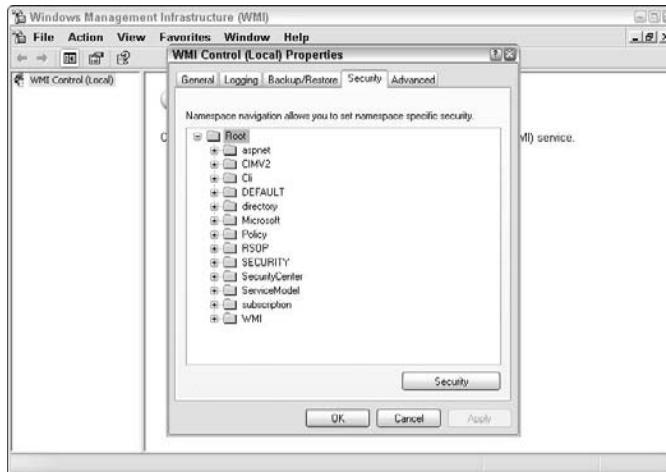 Windows Management Infrastructure (WMI)
File Action View Favorites Window Help
WMI Control (Local)
WMI Control (Local) Properties
General Logging Backup/Restore Security Advanced
Namespace navigation allows you to set namespace specific security.
Root
aspnet
CIMV2
Cli
DEFAULT
directory
Microsoft
Policy
RSOP
SECURITY
SecurityCenter
ServiceModel
subscription
WMI
Security
OK Cancel Apply
C
MI) service.